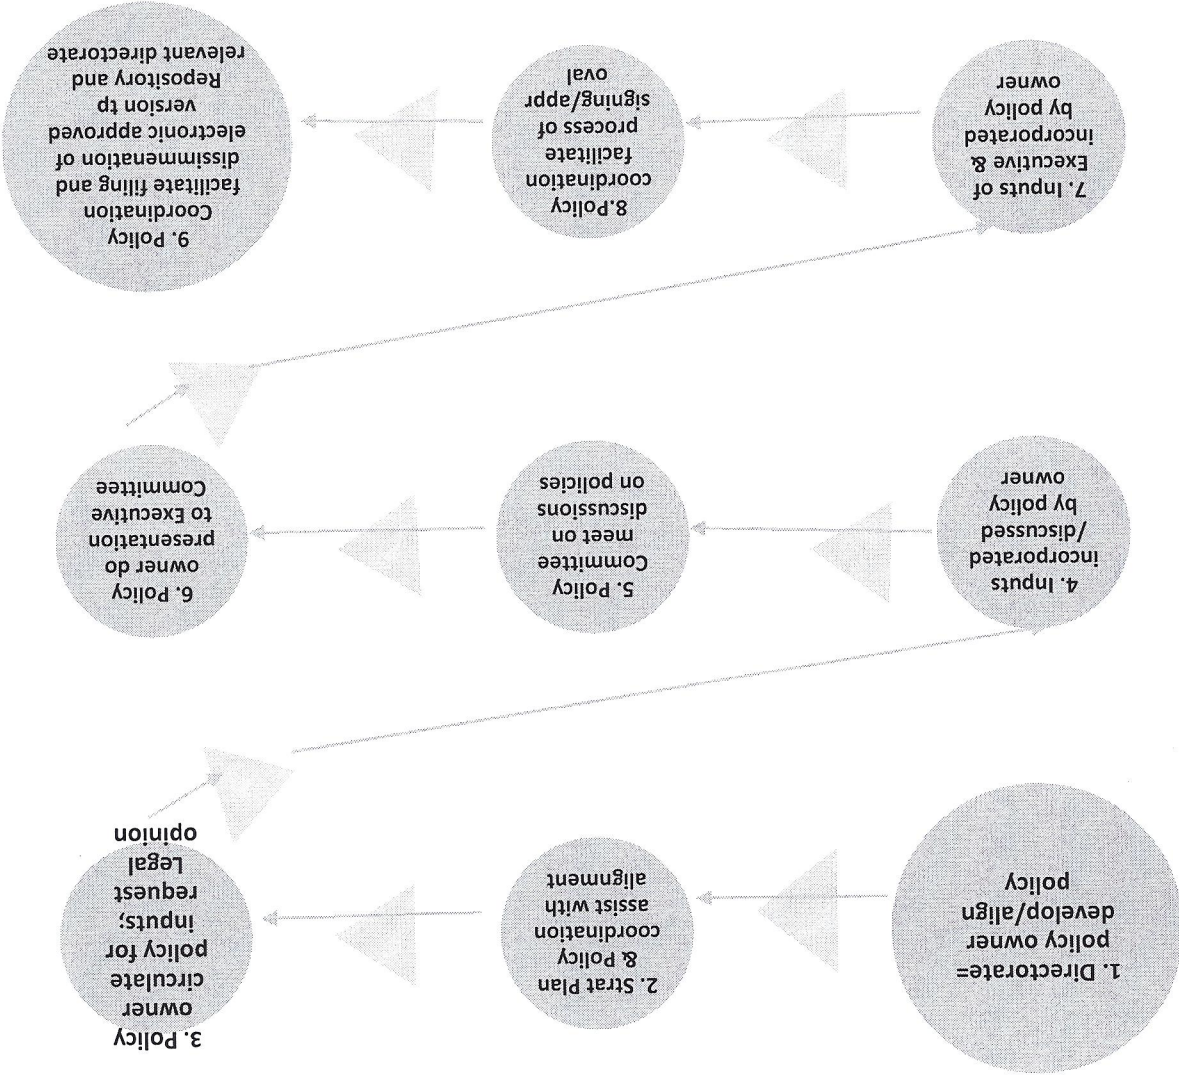 1. Directorate=
policy owner
develop/align
policy
2. Strat Plan
& Policy
coordination
assist with
alignment
3. Policy
owner
circulate
policy for
inputs;
request
Legal
opinion
4. Inputs
incorporated
/discussed
by policy
owner
5. Policy
Committee
meet on
discussions
on policies
6. Policy
owner do
presentation
to Executive
Committee
7. Inputs of
Executive &
incorporated
by policy
owner
8.Policy
coordination
facilitate
process of
signing/appr
oval
9. Policy
Coordination
facilitate filing and
dissimmenation of
electronic approved
version tp
Repository and
relevant directorate